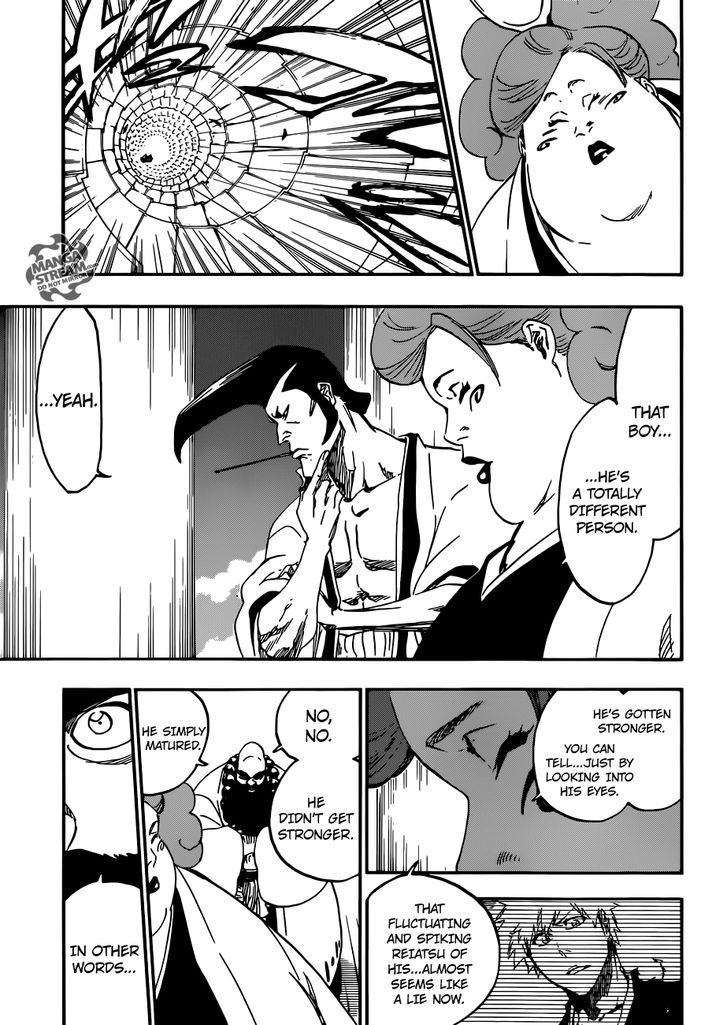 MANGA
STREAM.com
DO NOT MIRROR
THAT
BOY...
...HE'S
A TOTALLY
DIFFERENT
PERSON.
...YEAH.
HE'S GOTTEN
STRONGER.
YOU CAN
TELL...JUST BY
LOOKING INTO
HIS EYES.
THAT
FLUCTUATING
AND SPIKING
REIATSU OF
HIS...ALMOST
SEEMS LIKE
A LIE NOW.
NO,
NO.
HE
DIDN'T GET
STRONGER.
HE SIMPLY
MATURED.
IN OTHER
WORDS...